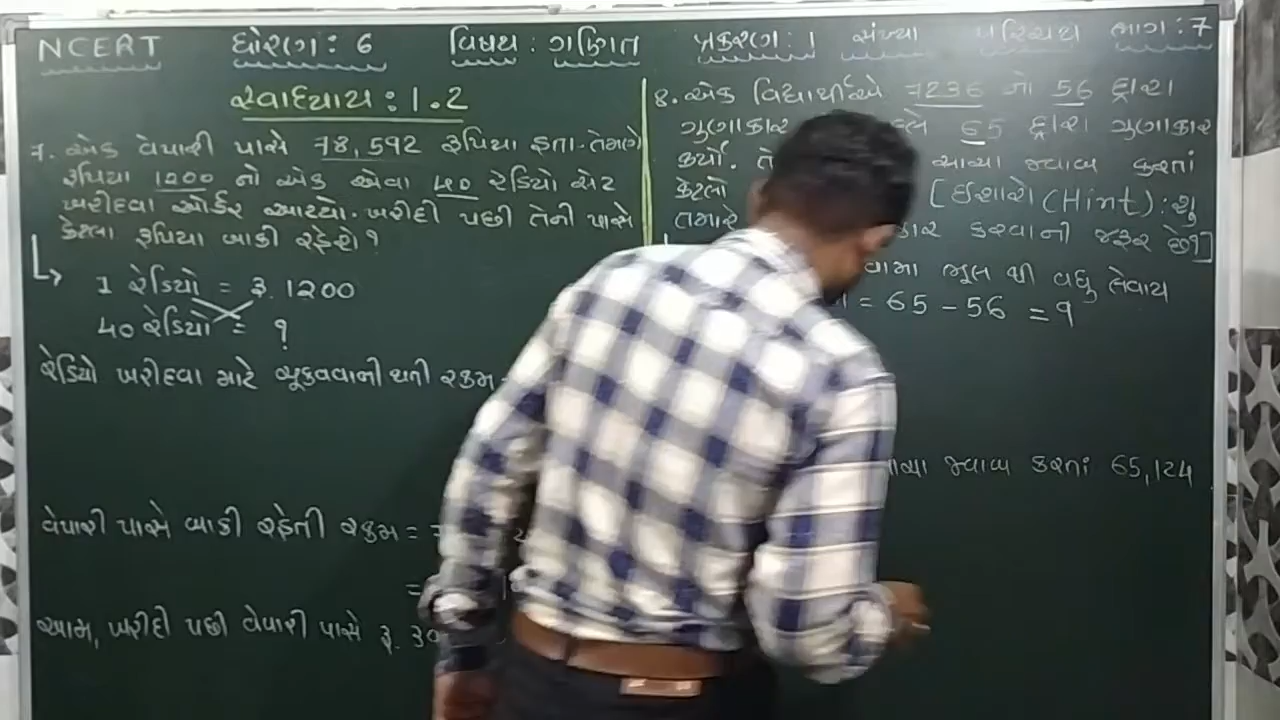 NCERT ધોરણ : 6 વિષય : ગણિત પ્રકરણ : 1 સંખ્યા પરિચય ભાગ : 7
સ્વાધ્યાય : 1.2
7. એક વેપારી પાસે 78,592 રૂપિયા હતા. તેમણે
રૂપિયા 1200 નો એક એવા 40 રેડિયો સેટ
ખરીદવા ઓર્ડર આપ્યો. ખરીદી પછી તેની પાસે
કેટલા રૂપિયા બાકી રહેશે ?
1 રેડિયો = રૂ. 1200
40 રેડિયો = ?
રેડિયો ખરીદવા માટે ચૂકવવાની થતી રકમ
વેપારી પાસે બાકી રહેતી રકમ =
=
આમ, ખરીદી પછી વેપારી પાસે રૂ.
8. એક વિદ્યાર્થીએ 7236 ને 56 દ્વારા
ગુણાકાર 65 દ્વારા ગુણાકાર
કર્યો. સાચા જવાબ કરતાં
કેટલો [ઈશારો (Hint) : શું
તમારે કરવાની જરૂર છે?]
ભૂલ થી વધુ લેવાય
= 65 - 56 = 9
જવાબ કરતાં 65,124